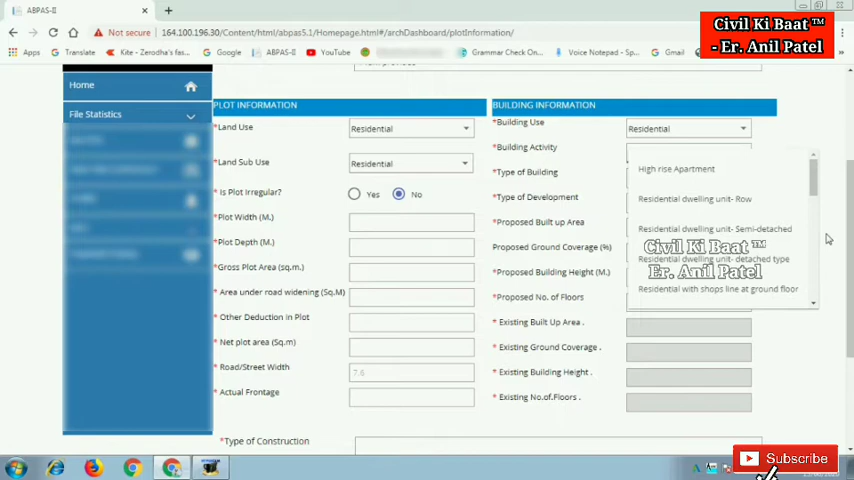 ABPAS
Not secure
164.100.196.30/Content/html/abpas5.1/Homepage.html#/archDashboard/plotInformation/
Civil Ki Baat ™
- Er. Anil Patel
Apps
Translate
Kite - Zerodha's fas...
Google
ABPAS-II
YouTube
Grammar Check On...
Voice Notepad - Sp...
Gmail
Home
File Statistics
PLOT INFORMATION
BUILDING INFORMATION
*Land Use
Residential
*Building Use
Residential
*Building Activity
*Land Sub Use
Residential
*Type of Building
High rise Apartment
* Is Plot Irregular?
Yes
No
*Type of Development
Residential dwelling unit- Row
*Plot Width (M.)
*Proposed Built up Area
Residential dwelling unit- Semi-detached
*Plot Depth (M.)
Proposed Ground Coverage (%)
Civil Ki Baat ™
Residential dwelling unit- detached type
*Gross Plot Area (sq.m.)
*Proposed Building Height (M.)
Er. Anil Patel
* Area under road widening (Sq.M)
*Proposed No. of Floors
Residential with shops line at ground floor
* Other Deduction in Plot
* Existing Built Up Area .
* Net plot area (Sq.m)
* Existing Ground Coverage .
* Road/Street Width
7.6
* Existing Building Height .
* Actual Frontage
* Existing No.of.Floors .
*Type of Construction
Subscribe